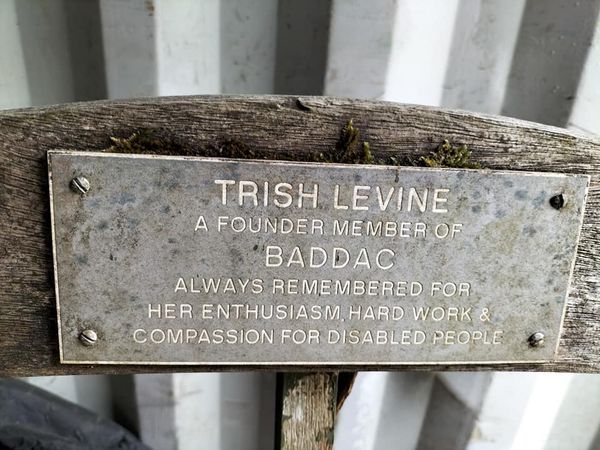 TRISH LEVINE
A FOUNDER MEMBER OF
BADDAC
ALWAYS REMEMBERED FOR
HER ENTHUSIASM, HARD WORK &
COMPASSION FOR DISABLED PEOPLE